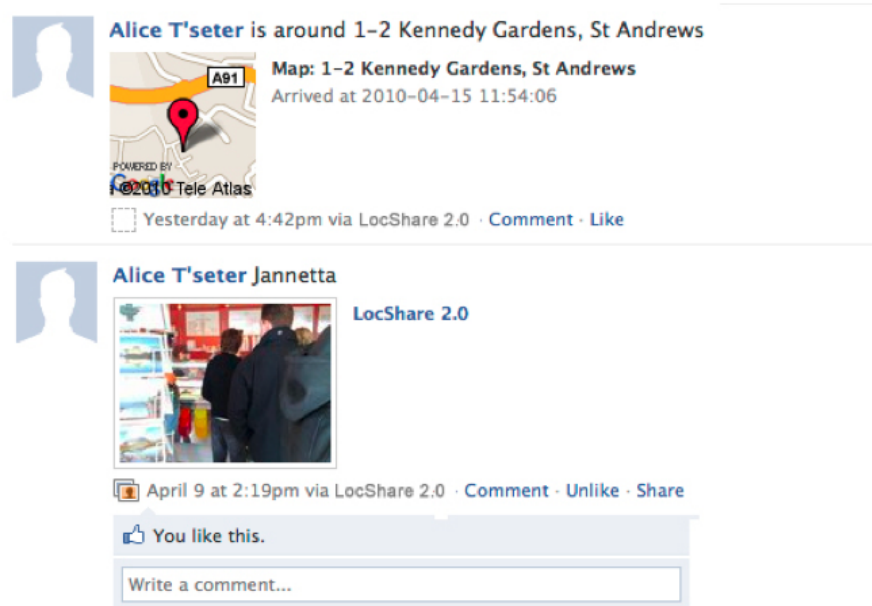 Alice T'seter is around 1-2 Kennedy Gardens, St Andrews
A91
Map: 1-2 Kennedy Gardens, St Andrews
Arrived at 2010-04-15 11:54:06
POWERED BY
Google
©2010 Tele Atlas
Yesterday at 4:42pm via LocShare 2.0 · Comment · Like
Alice T'seter Jannetta
LocShare 2.0
April 9 at 2:19pm via LocShare 2.0 · Comment · Unlike · Share
You like this.
Write a comment...